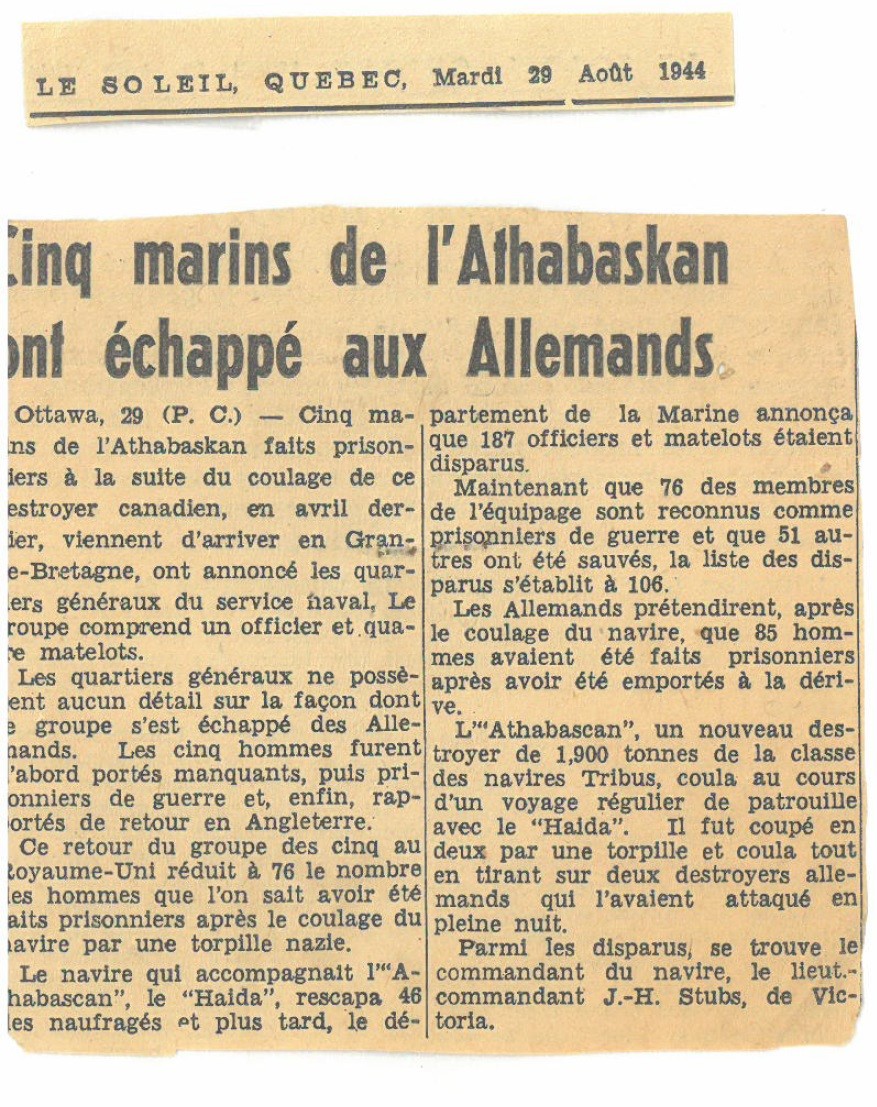 LE SOLEIL, QUEBEC, Mardi 29 Août 1944
Cinq marins de l'Athabaskan
ont échappé aux Allemands
Ottawa, 29 (P. C.) — Cinq ma-
ns de l'Athabaskan faits prison-
iers à la suite du coulage de ce
estroyer canadien, en avril der-
ier, viennent d'arriver en Gran-
e-Bretagne, ont annoncé les quar-
iers généraux du service naval. Le
roupe comprend un officier et qua-
re matelots.
Les quartiers généraux ne possè-
ent aucun détail sur la façon dont
e groupe s'est échappé des Alle-
ands. Les cinq hommes furent
'abord portés manquants, puis pri-
onniers de guerre et, enfin, rap-
ortés de retour en Angleterre.
Ce retour du groupe des cinq au
Royaume-Uni réduit à 76 le nombre
es hommes que l'on sait avoir été
aits prisonniers après le coulage du
navire par une torpille nazie.
Le navire qui accompagnait l'"A-
habascan", le "Haida", rescapa 46
es naufragés et plus tard, le dé-
partement de la Marine annonça
que 187 officiers et matelots étaient
disparus.
Maintenant que 76 des membres
de l'équipage sont reconnus comme
prisonniers de guerre et que 51 au-
tres ont été sauvés, la liste des dis-
parus s'établit à 106.
Les Allemands prétendirent, après
le coulage du navire, que 85 hom-
mes avaient été faits prisonniers
après avoir été emportés à la déri-
ve.
L'"Athabascan", un nouveau des-
troyer de 1,900 tonnes de la classe
des navires Tribus, coula au cours
d'un voyage régulier de patrouille
avec le "Haida". Il fut coupé en
deux par une torpille et coula tout
en tirant sur deux destroyers alle-
mands qui l'avaient attaqué en
pleine nuit.
Parmi les disparus, se trouve le
commandant du navire, le lieut.-
commandant J.-H. Stubs, de Vic-
toria.